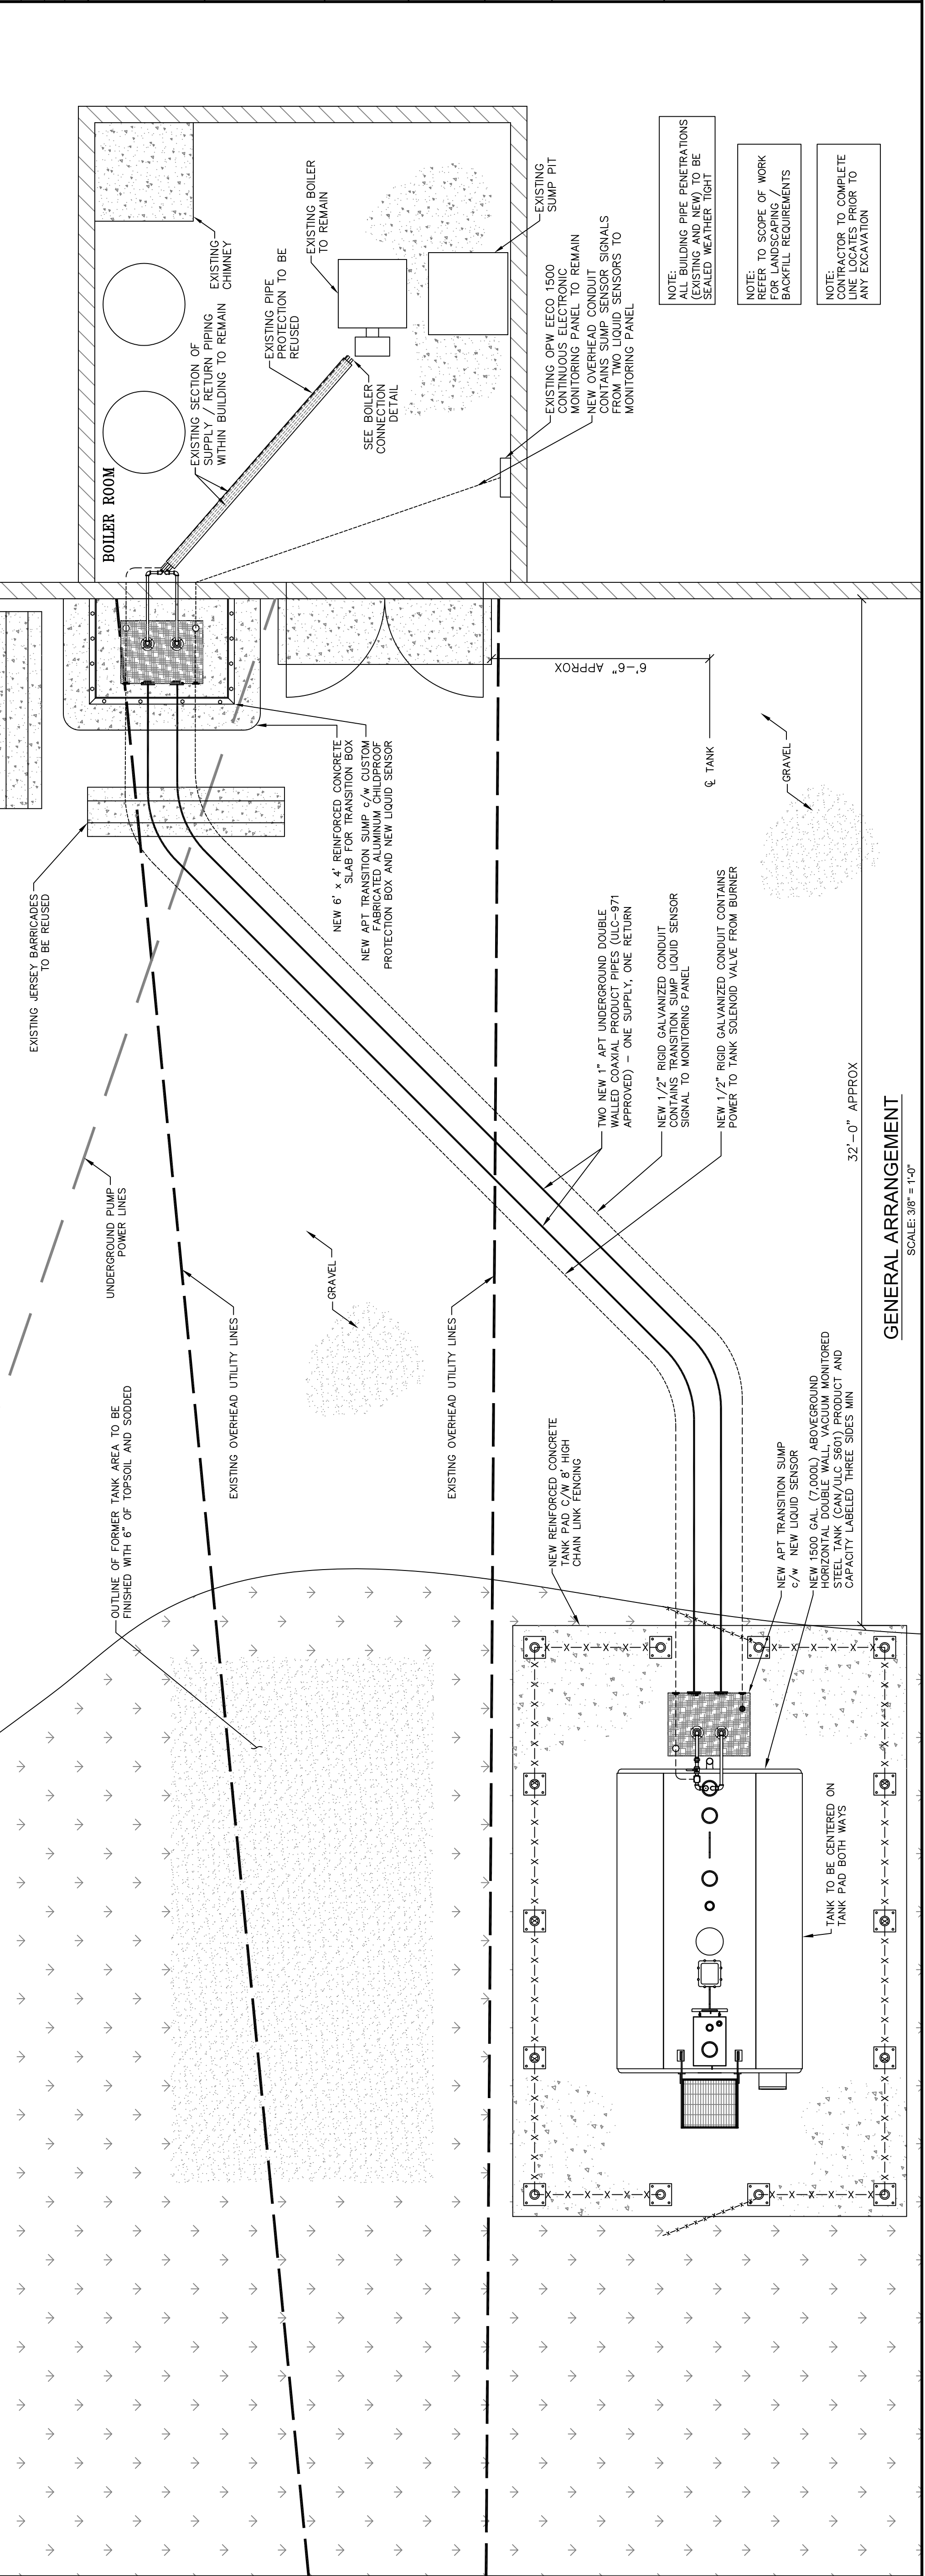 BOILER ROOM
EXISTING
CHIMNEY
EXISTING SECTION OF
SUPPLY / RETURN PIPING
WITHIN BUILDING TO REMAIN
EXISTING PIPE
PROTECTION TO BE
REUSED
EXISTING BOILER
TO REMAIN
SEE BOILER
CONNECTION
DETAIL
EXISTING
SUMP PIT
EXISTING OPW EECO 1500
CONTINUOUS ELECTRONIC
MONITORING PANEL TO REMAIN
NEW OVERHEAD CONDUIT
CONTAINS SUMP SENSOR SIGNALS
FROM TWO LIQUID SENSORS TO
MONITORING PANEL
NOTE:
ALL BUILDING PIPE PENETRATIONS
(EXISTING AND NEW) TO BE
SEALED WEATHER TIGHT
NOTE:
REFER TO SCOPE OF WORK
FOR LANDSCAPING /
BACKFILL REQUIREMENTS
NOTE:
CONTRACTOR TO COMPLETE
LINE LOCATES PRIOR TO
ANY EXCAVATION
EXISTING JERSEY BARRICADES
TO BE REUSED
NEW 6' x 4' REINFORCED CONCRETE
SLAB FOR TRANSITION BOX
NEW APT TRANSITION SUMP c/w CUSTOM
FABRICATED ALUMINUM CHILDPROOF
PROTECTION BOX AND NEW LIQUID SENSOR
6'-6" APPROX
℄ TANK
GRAVEL
UNDERGROUND PUMP
POWER LINES
TWO NEW 1" APT UNDERGROUND DOUBLE
WALLED COAXIAL PRODUCT PIPES (ULC-971
APPROVED) - ONE SUPPLY, ONE RETURN
NEW 1/2" RIGID GALVANIZED CONDUIT
CONTAINS TRANSITION SUMP LIQUID SENSOR
SIGNAL TO MONITORING PANEL
NEW 1/2" RIGID GALVANIZED CONDUIT CONTAINS
POWER TO TANK SOLENOID VALVE FROM BURNER
32'-0" APPROX
GRAVEL
EXISTING OVERHEAD UTILITY LINES
EXISTING OVERHEAD UTILITY LINES
OUTLINE OF FORMER TANK AREA TO BE
FINISHED WITH 6" OF TOPSOIL AND SODDED
NEW REINFORCED CONCRETE
TANK PAD C/W 8' HIGH
CHAIN LINK FENCING
NEW APT TRANSITION SUMP
c/w NEW LIQUID SENSOR
NEW 1500 GAL. (7,000L) ABOVEGROUND
HORIZONTAL DOUBLE WALL, VACUUM MONITORED
STEEL TANK (CAN/ULC S601) PRODUCT AND
CAPACITY LABELED THREE SIDES MIN
TANK TO BE CENTERED ON
TANK PAD BOTH WAYS
GENERAL ARRANGEMENT
SCALE: 3/8" = 1'-0"